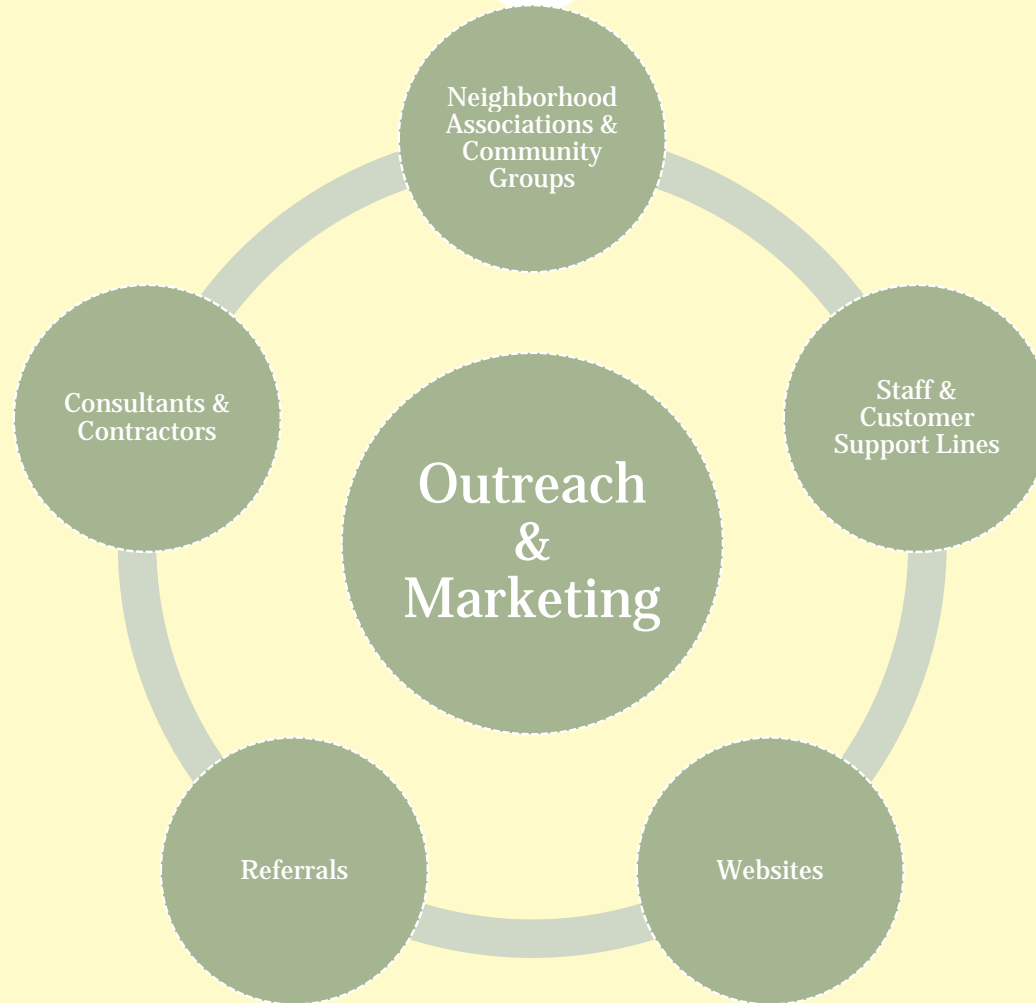 Neighborhood
Associations &
Community
Groups
Consultants &
Contractors
Staff &
Customer
Support Lines
Outreach
&
Marketing
Referrals
Websites